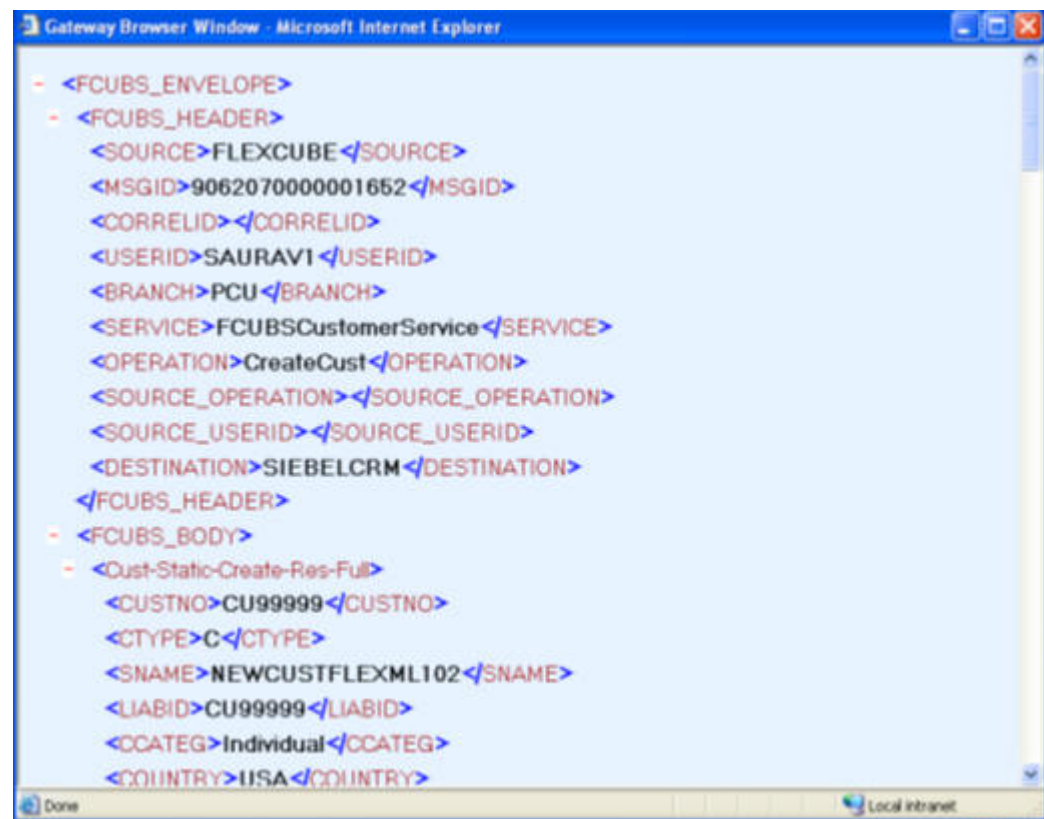 Gateway Browser Window - Microsoft Internet Explorer
- <FCUBS_ENVELOPE>
- <FCUBS_HEADER>
<SOURCE>FLEXCUBE</SOURCE>
<MSGID>9062070000001652</MSGID>
<CORRELID></CORRELID>
<USERID>SAURAV1</USERID>
<BRANCH>PCU</BRANCH>
<SERVICE>FCUBSCustomerService</SERVICE>
<OPERATION>CreateCust</OPERATION>
<SOURCE_OPERATION></SOURCE_OPERATION>
<SOURCE_USERID></SOURCE_USERID>
<DESTINATION>SIEBELCRM</DESTINATION>
</FCUBS_HEADER>
- <FCUBS_BODY>
- <Cust-Static-Create-Res-Full>
<CUSTNO>CU99999</CUSTNO>
<CTYPE>C</CTYPE>
<SNAME>NEWCUSTFLEXML102</SNAME>
<LIABID>CU99999</LIABID>
<CCATEG>Individual</CCATEG>
<COUNTRY>USA</COUNTRY>
Done Local intranet